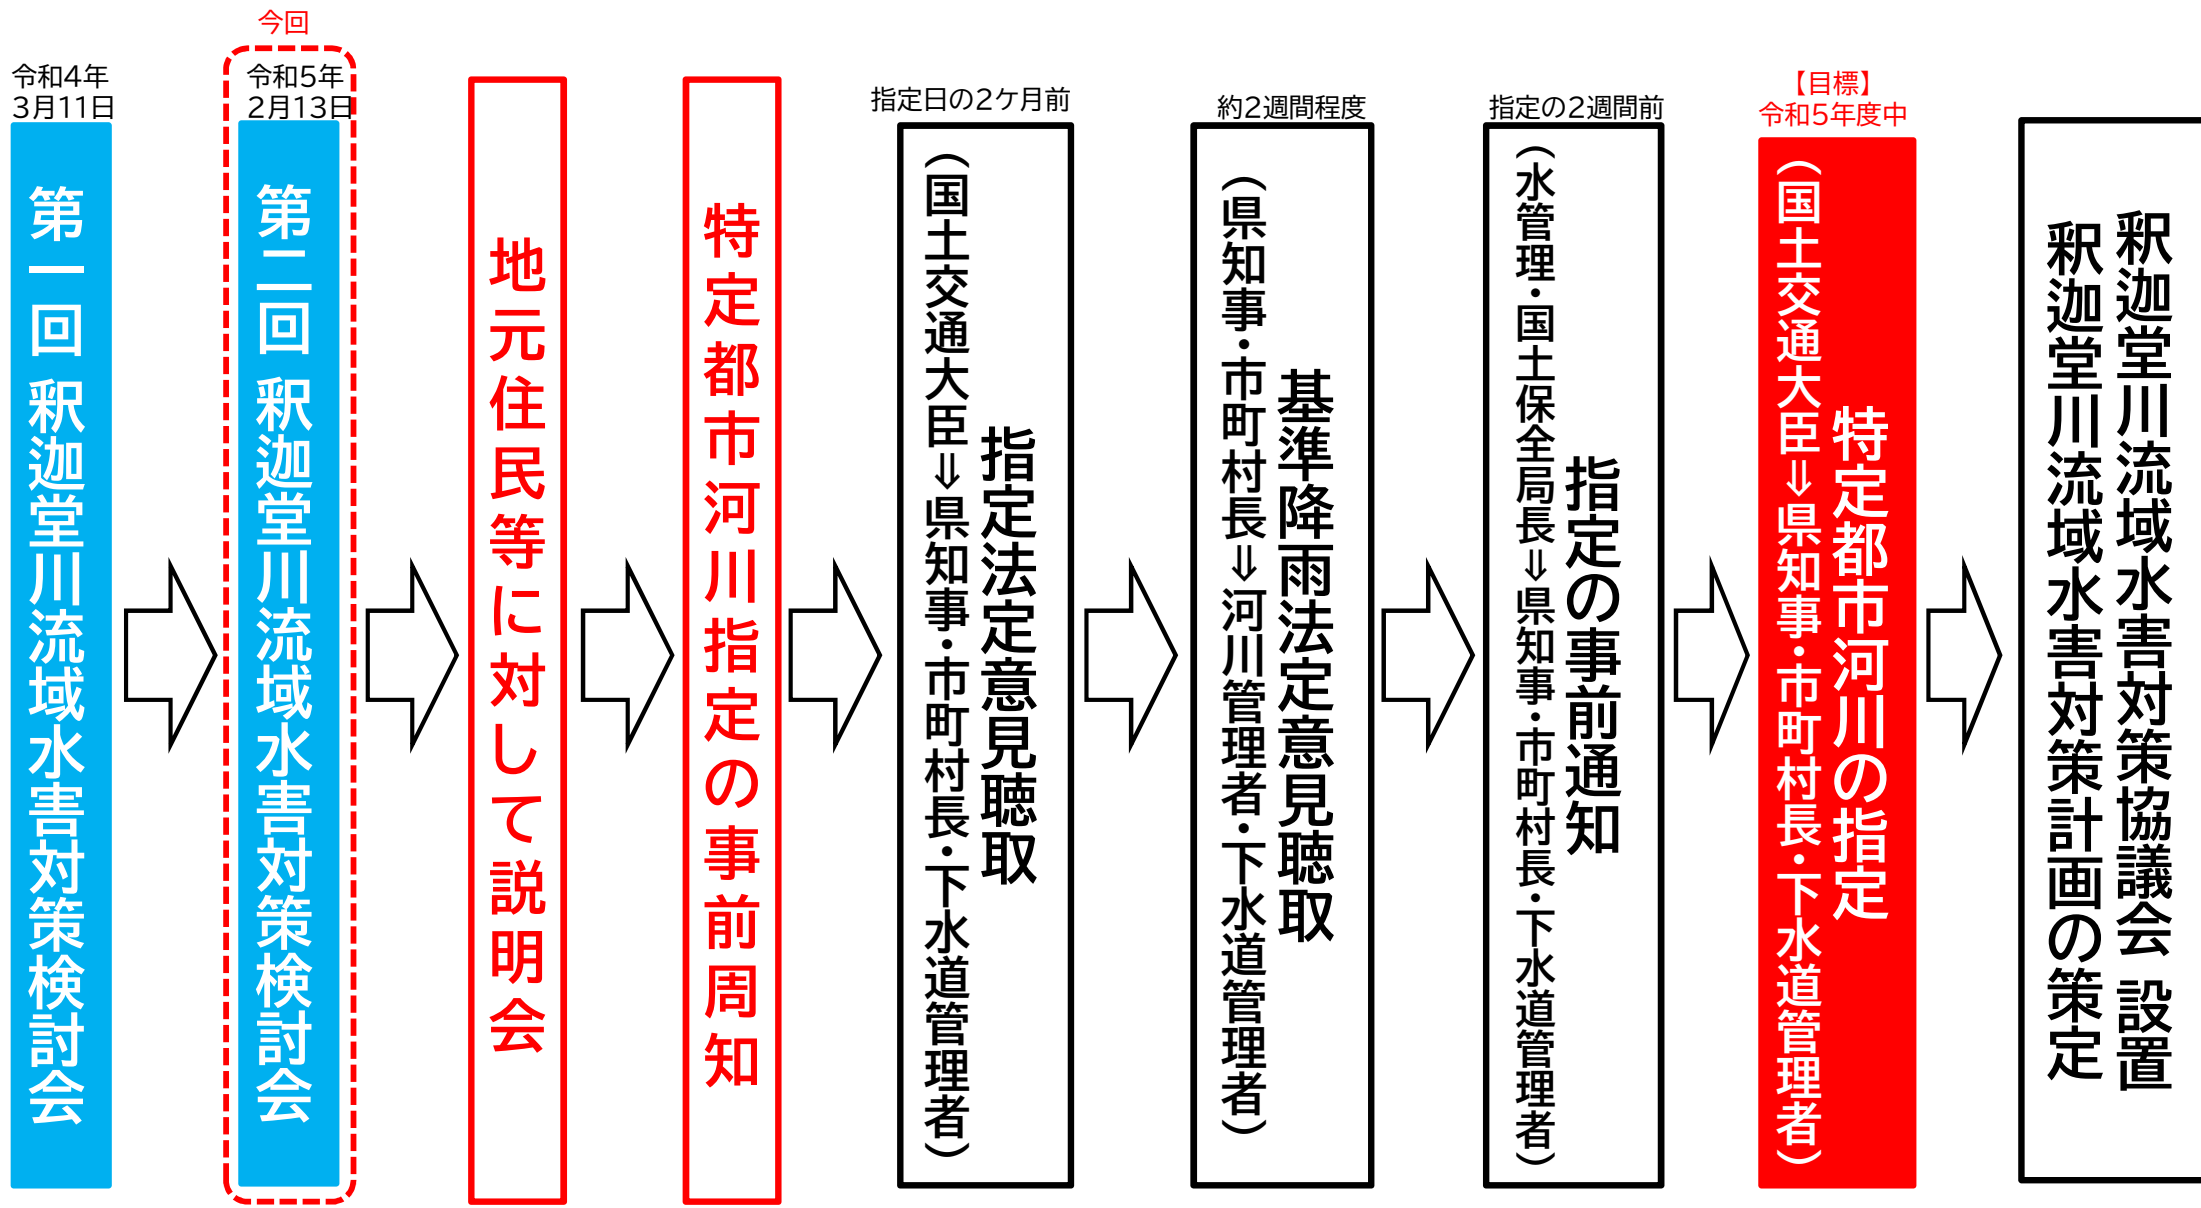 今回
令和4年
3月11日
第一回 釈迦堂川流域水害対策検討会
令和5年
2月13日
第二回 釈迦堂川流域水害対策検討会
地元住民等に対して説明会
特定都市河川指定の事前周知
指定日の2ケ月前
指定法定意見聴取
（国土交通大臣⇒県知事・市町村長・下水道管理者）
約2週間程度
基準降雨法定意見聴取
（県知事・市町村長⇒河川管理者・下水道管理者）
指定の2週間前
指定の事前通知
（水管理・国土保全局長⇒県知事・市町村長・下水道管理者）
【目標】
令和5年度中
特定都市河川の指定
（国土交通大臣⇒県知事・市町村長・下水道管理者）
釈迦堂川流域水害対策協議会 設置
釈迦堂川流域水害対策計画の策定